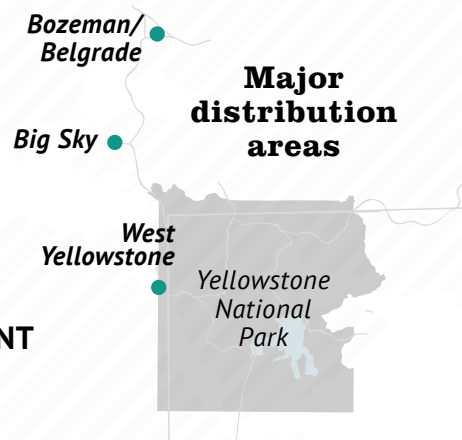 Bozeman/
Belgrade
Major
distribution
areas
Big Sky
West
Yellowstone
Yellowstone
National
Park
NT